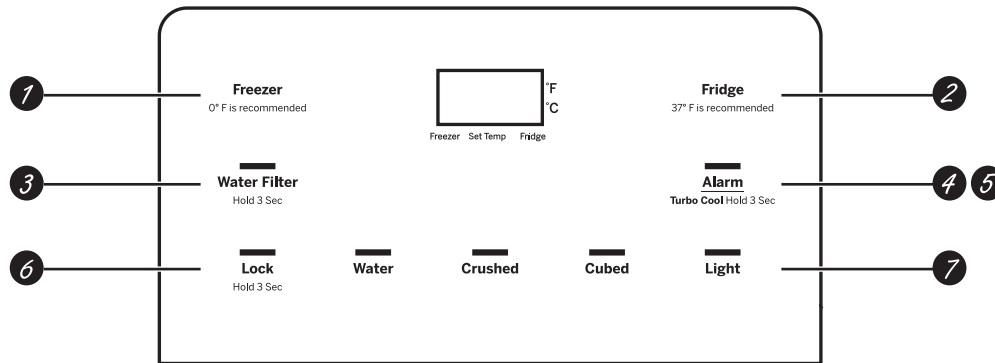 1
Freezer
0° F is recommended
°F
°C
Freezer Set Temp Fridge
Fridge
37° F is recommended
2
3
Water Filter
Hold 3 Sec
Alarm
Turbo Cool Hold 3 Sec
4 5
6
Lock
Hold 3 Sec
Water
Crushed
Cubed
Light
7